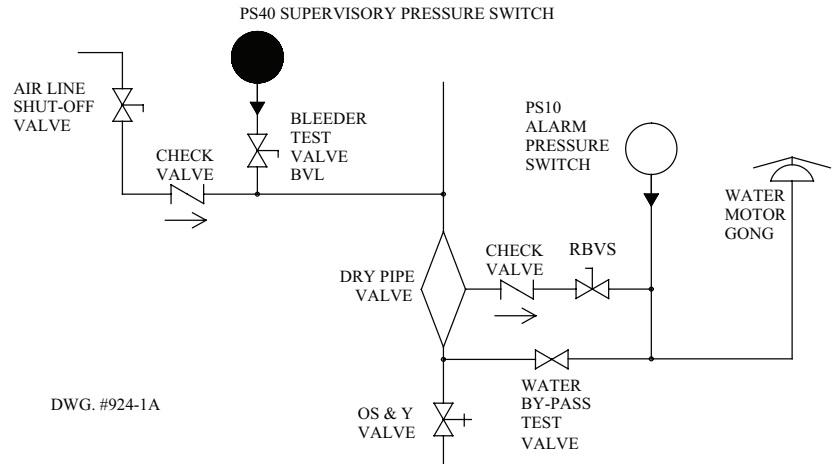 PS40 SUPERVISORY PRESSURE SWITCH
AIR LINE
SHUT-OFF
VALVE
CHECK
VALVE
BLEEDER
TEST
VALVE
BVL
PS10
ALARM
PRESSURE
SWITCH
WATER
MOTOR
GONG
DRY PIPE
VALVE
CHECK
VALVE
RBVS
WATER
BY-PASS
TEST
VALVE
OS & Y
VALVE
DWG. #924-1A